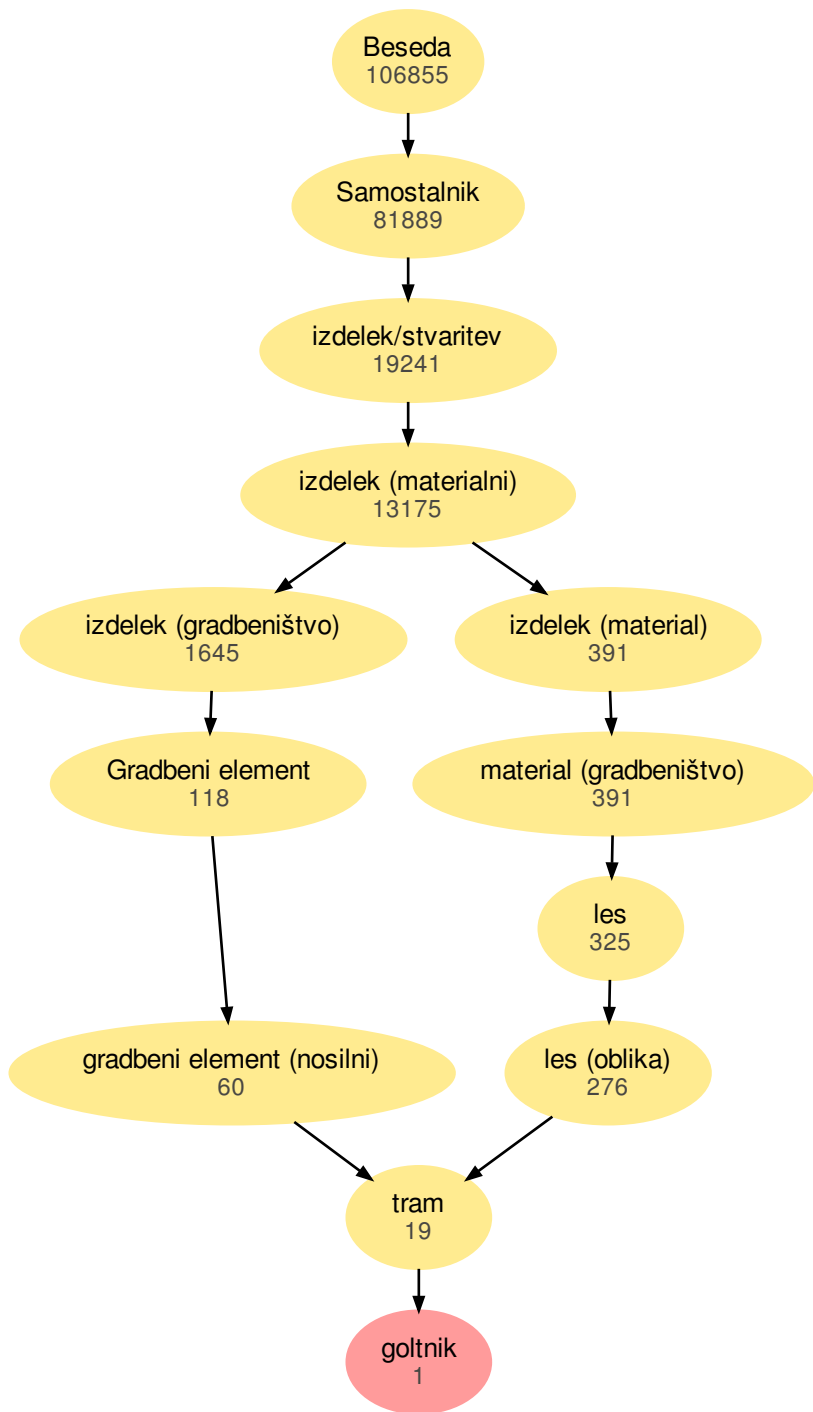 Beseda
106855
Samostalnik
81889
izdelek/stvaritev
19241
izdelek (materialni)
13175
izdelek (gradbeništvo)
1645
izdelek (material)
391
Gradbeni element
118
material (gradbeništvo)
391
les
325
gradbeni element (nosilni)
60
les (oblika)
276
tram
19
goltnik
1